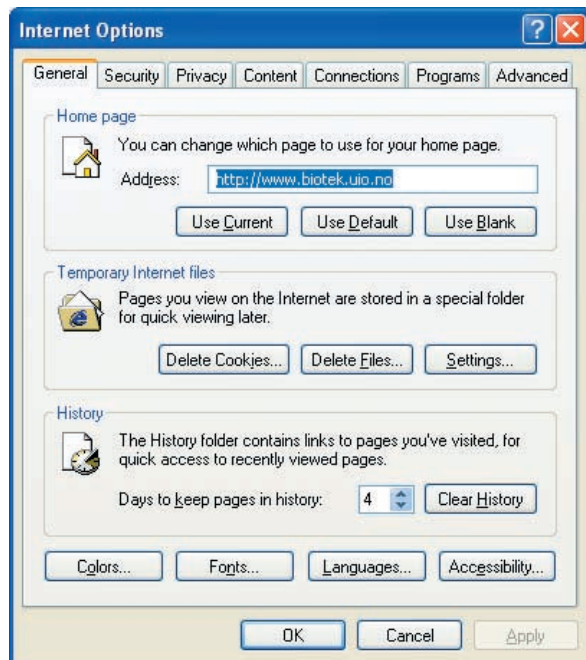 Internet Options
General Security Privacy Content Connections Programs Advanced
Home page
You can change which page to use for your home page.
Address: http://www.biotek.uio.no
Use Current Use Default Use Blank
Temporary Internet files
Pages you view on the Internet are stored in a special folder
for quick viewing later.
Delete Cookies... Delete Files... Settings...
History
The History folder contains links to pages you've visited, for
quick access to recently viewed pages.
Days to keep pages in history: 4 Clear History
Colors... Fonts... Languages... Accessibility...
OK Cancel Apply